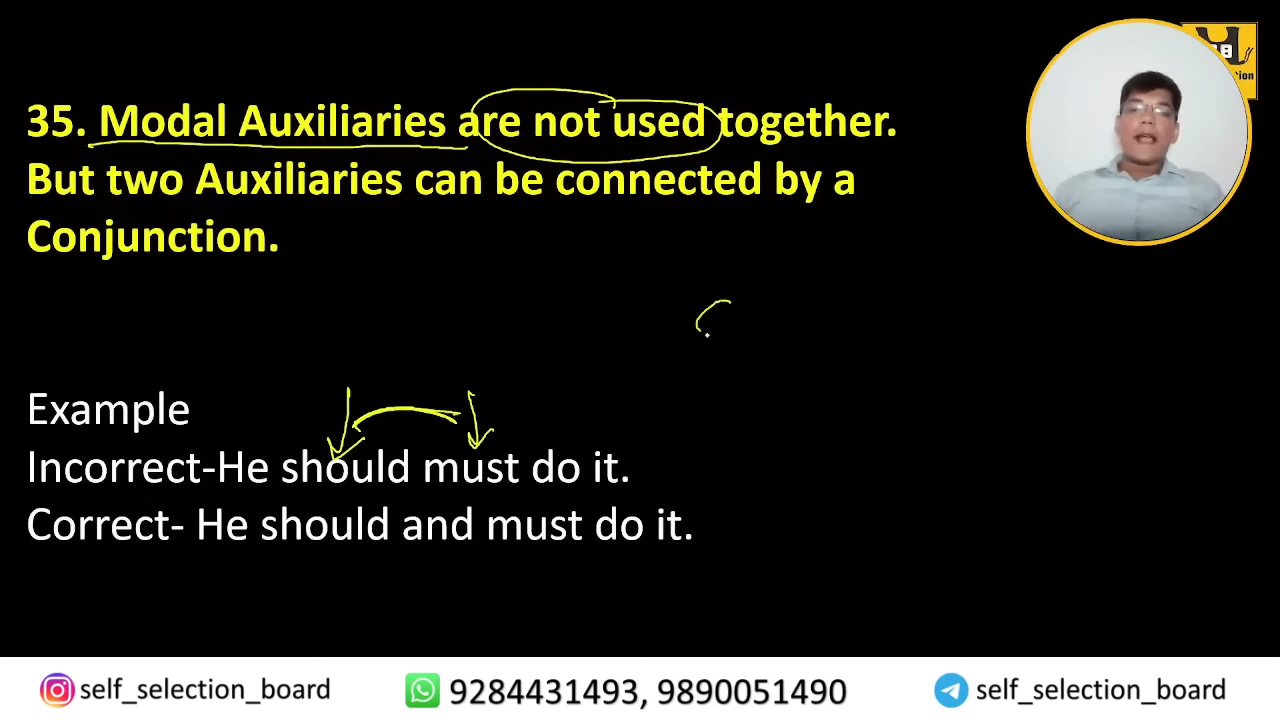 35. Modal Auxiliaries are not used together.
But two Auxiliaries can be connected by a
Conjunction.
Example
Incorrect-He should must do it.
Correct- He should and must do it.
self_selection_board 9284431493, 9890051490 self_selection_board